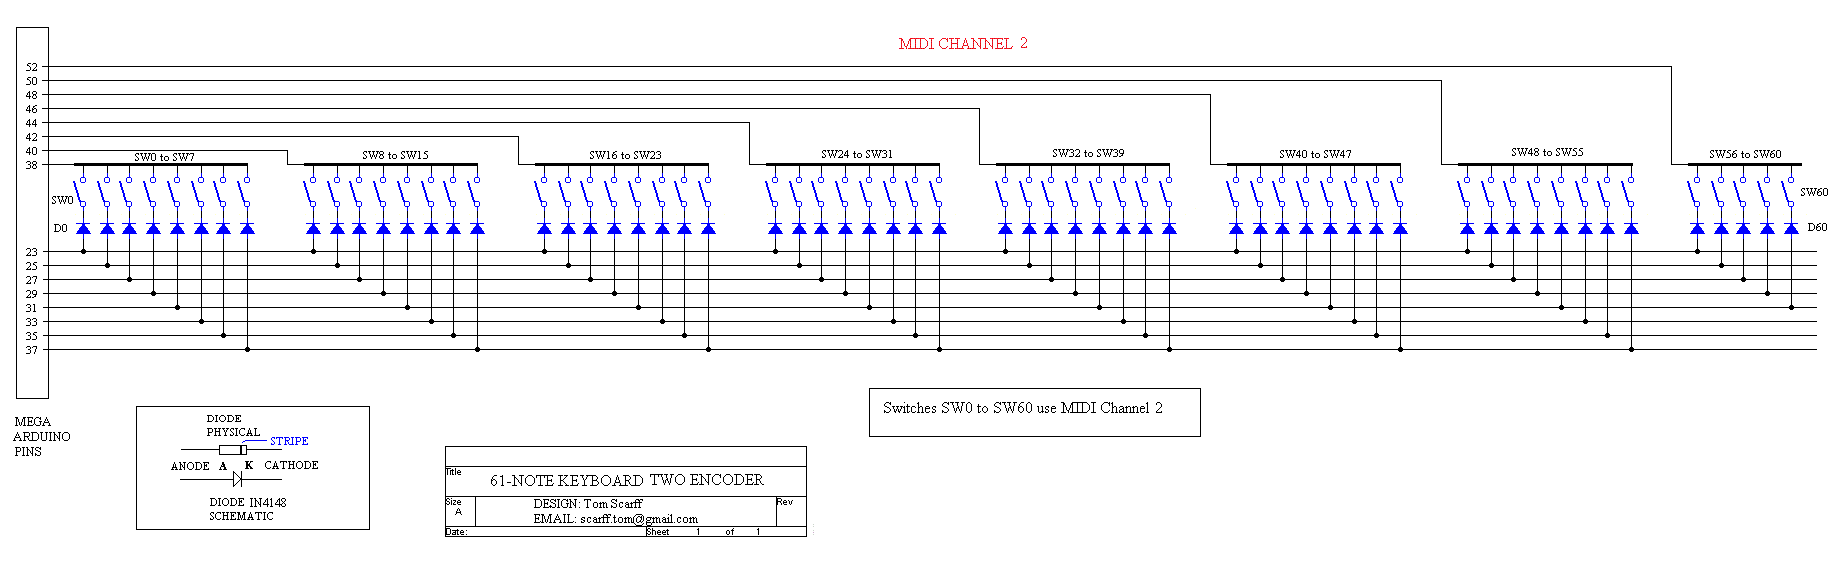 MIDI CHANNEL 2
52
50
48
46
44
42
40
38
SW0 to SW7
SW8 to SW15
SW16 to SW23
SW24 to SW31
SW32 to SW39
SW40 to SW47
SW48 to SW55
SW56 to SW60
SW0
SW60
D0
D60
23
25
27
29
31
33
35
37
MEGA
ARDUINO
PINS
DIODE
PHYSICAL
STRIPE
ANODE A K CATHODE
DIODE IN4148
SCHEMATIC
Switches SW0 to SW60 use MIDI Channel 2
Title
61-NOTE KEYBOARD TWO ENCODER
Size
A
DESIGN: Tom Scarff
EMAIL: scarff.tom@gmail.com
Rev
Date:
Sheet 1 of 1